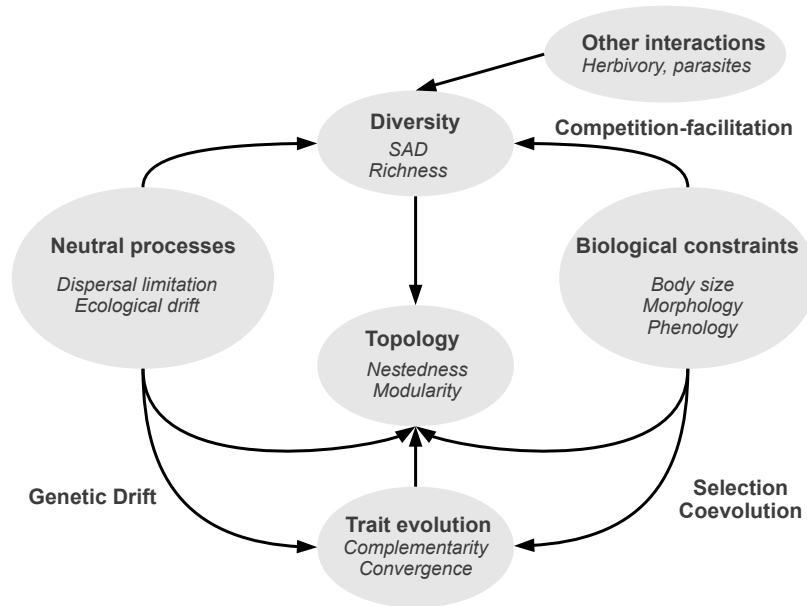 Other interactions
Herbivory, parasites
Diversity
SAD
Richness
Competition-facilitation
Neutral processes
Dispersal limitation
Ecological drift
Biological constraints
Body size
Morphology
Phenology
Topology
Nestedness
Modularity
Genetic Drift
Selection
Coevolution
Trait evolution
Complementarity
Convergence